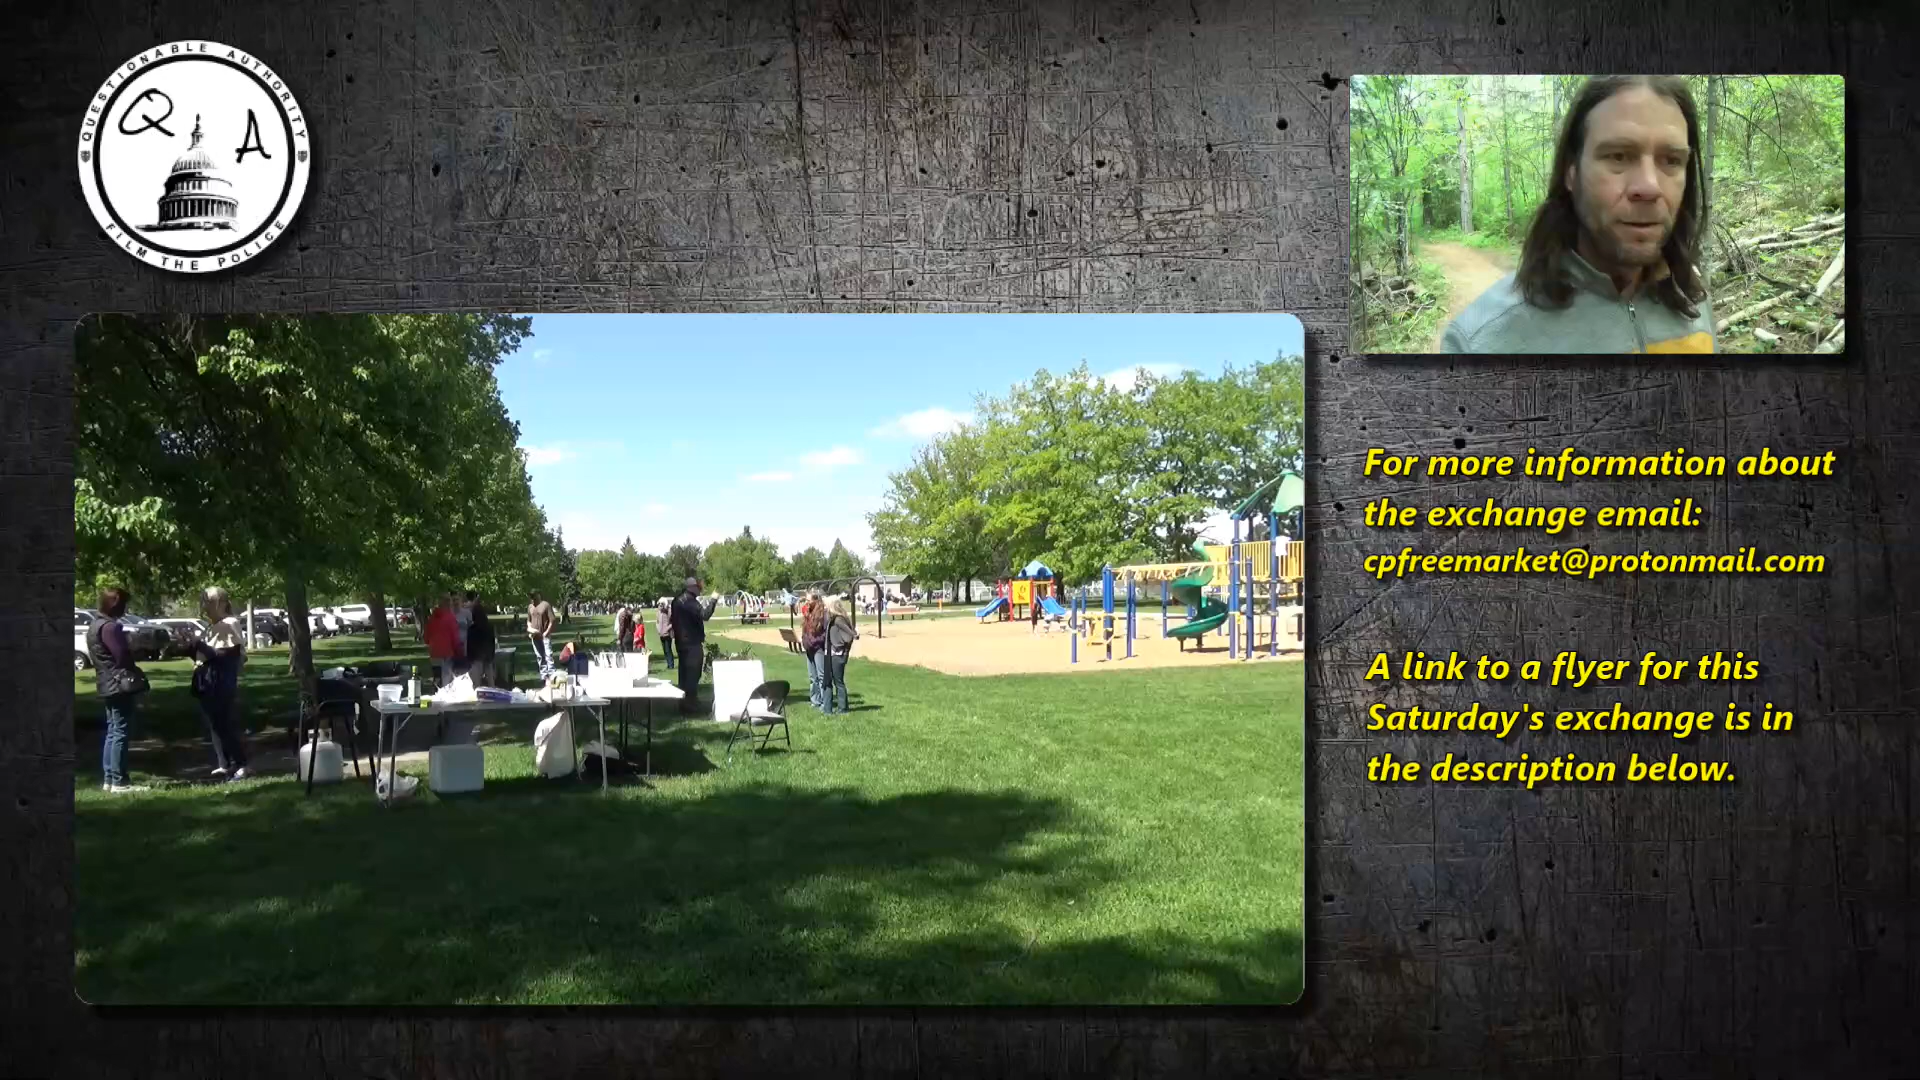 QUESTIONABLE AUTHORITY
Q A
FILM THE POLICE
For more information about
the exchange email:
cpfreemarket@protonmail.com
A link to a flyer for this
Saturday's exchange is in
the description below.